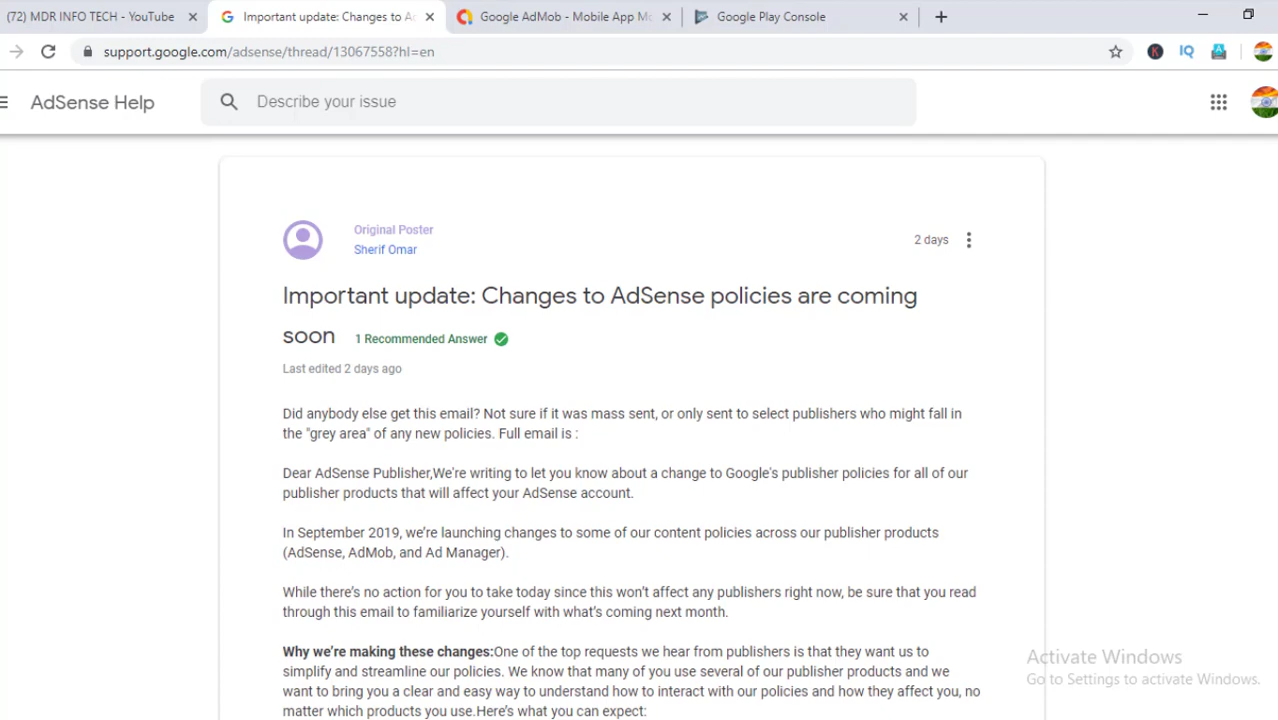 (72) MDR INFO TECH - YouTube
Important update: Changes to A
Google AdMob - Mobile App M
Google Play Console
support.google.com/adsense/thread/13067558?hl=en
K
IQ
A
AdSense Help
Describe your issue
Original Poster
Sherif Omar
2 days
Important update: Changes to AdSense policies are coming
soon 1 Recommended Answer
Last edited 2 days ago
Did anybody else get this email? Not sure if it was mass sent, or only sent to select publishers who might fall in
the "grey area" of any new policies. Full email is :
Dear AdSense Publisher,We're writing to let you know about a change to Google's publisher policies for all of our
publisher products that will affect your AdSense account.
In September 2019, we’re launching changes to some of our content policies across our publisher products
(AdSense, AdMob, and Ad Manager).
While there’s no action for you to take today since this won’t affect any publishers right now, be sure that you read
through this email to familiarize yourself with what’s coming next month.
Why we’re making these changes:One of the top requests we hear from publishers is that they want us to
simplify and streamline our policies. We know that many of you use several of our publisher products and we
want to bring you a clear and easy way to understand how to interact with our policies and how they affect you, no
matter which products you use.Here’s what you can expect:
Activate Windows
Go to Settings to activate Windows.